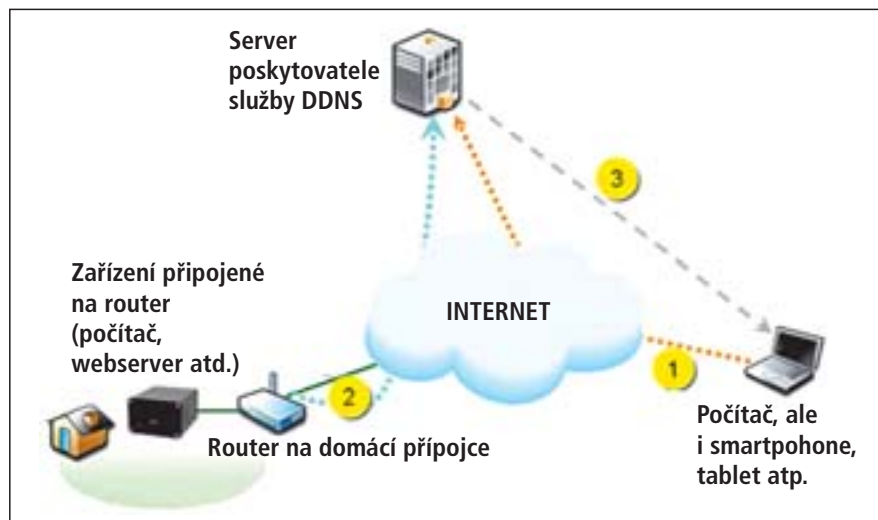 Server
poskytovatele
služby DDNS
3
Zařízení připojené
na router
(počítač,
webserver atd.)
INTERNET
1
2
Router na domácí přípojce
Počítač, ale
i smartpohone,
tablet atp.